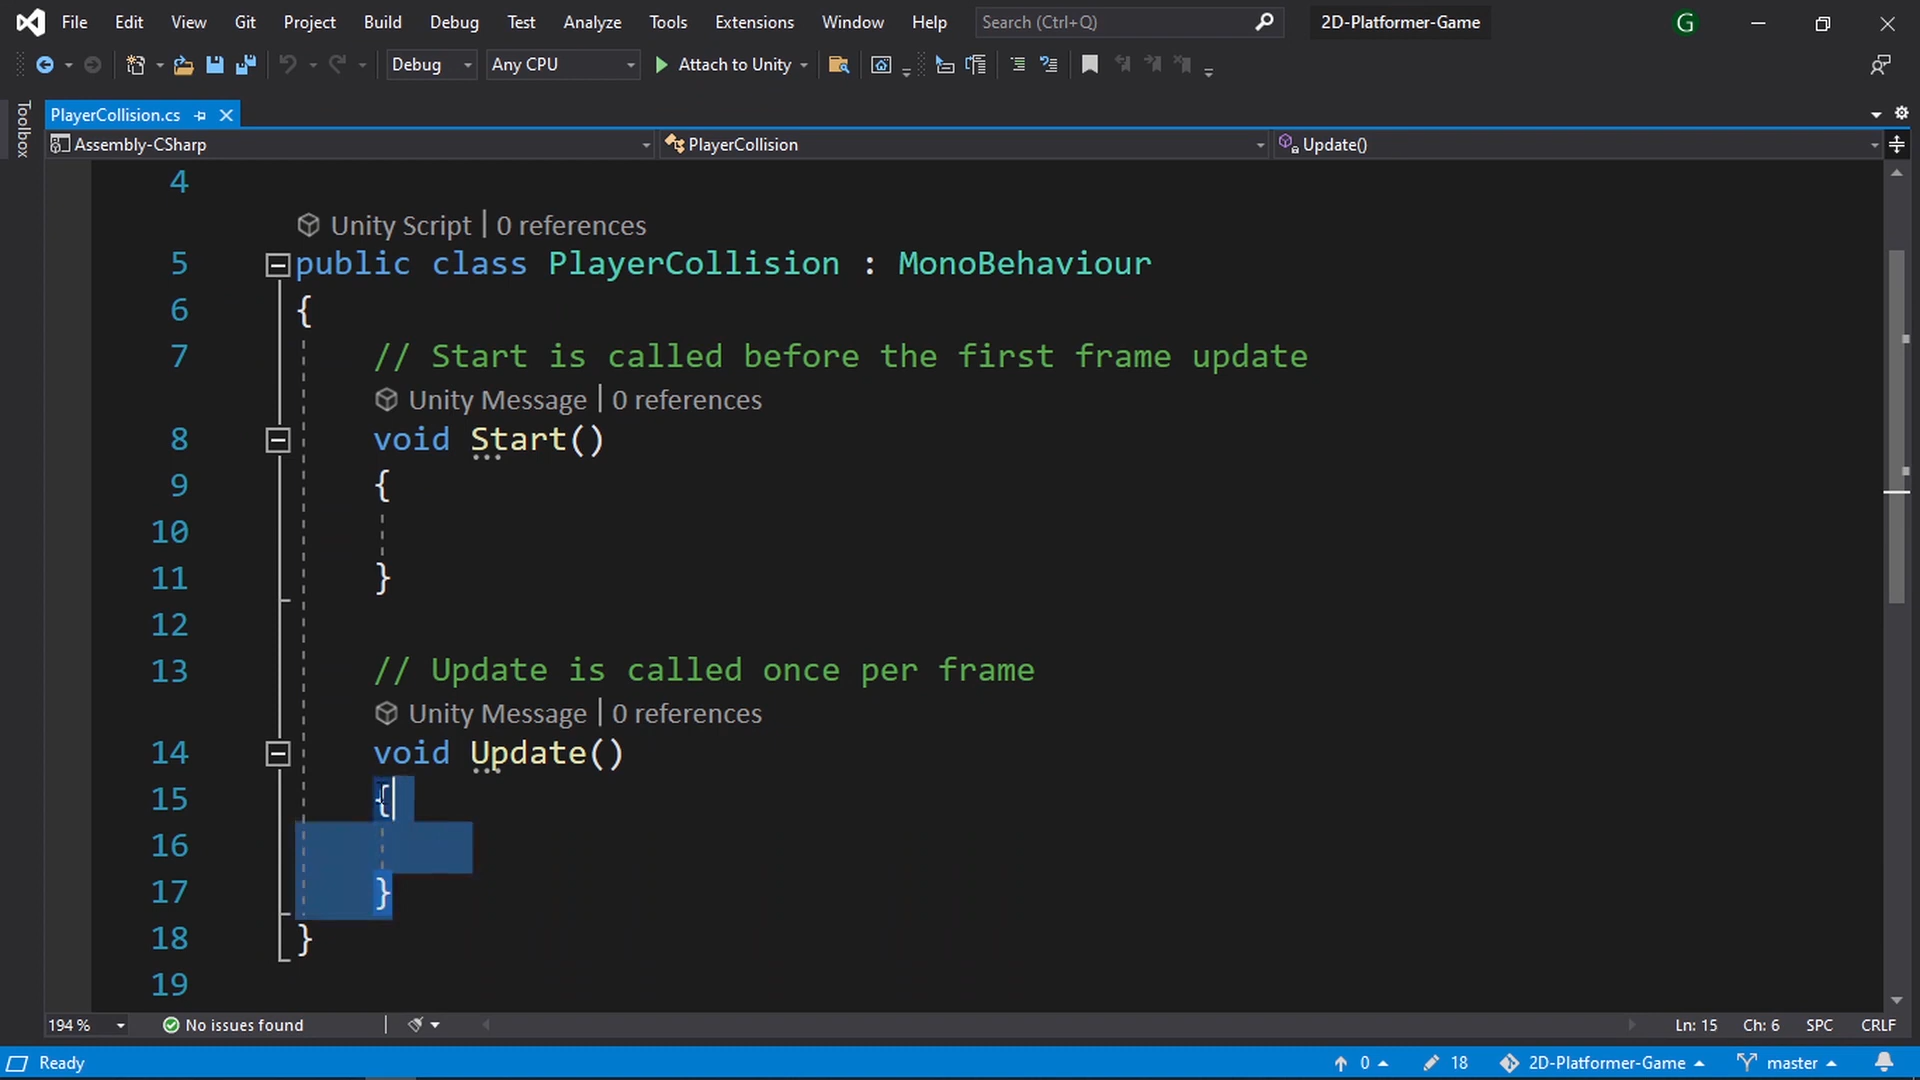 File Edit View Git Project Build Debug Test Analyze Tools Extensions Window Help Search (Ctrl+Q) 2D-Platformer-Game G
Debug Any CPU Attach to Unity
Toolbox
PlayerCollision.cs
Assembly-CSharp PlayerCollision Update()
4
Unity Script | 0 references
5 public class PlayerCollision : MonoBehaviour
6 {
7 // Start is called before the first frame update
Unity Message | 0 references
8 void Start()
9 {
10
11 }
12
13 // Update is called once per frame
Unity Message | 0 references
14 void Update()
15 {
16
17 }
18 }
19
194 % No issues found Ln: 15 Ch: 6 SPC CRLF
Ready 0 18 2D-Platformer-Game master